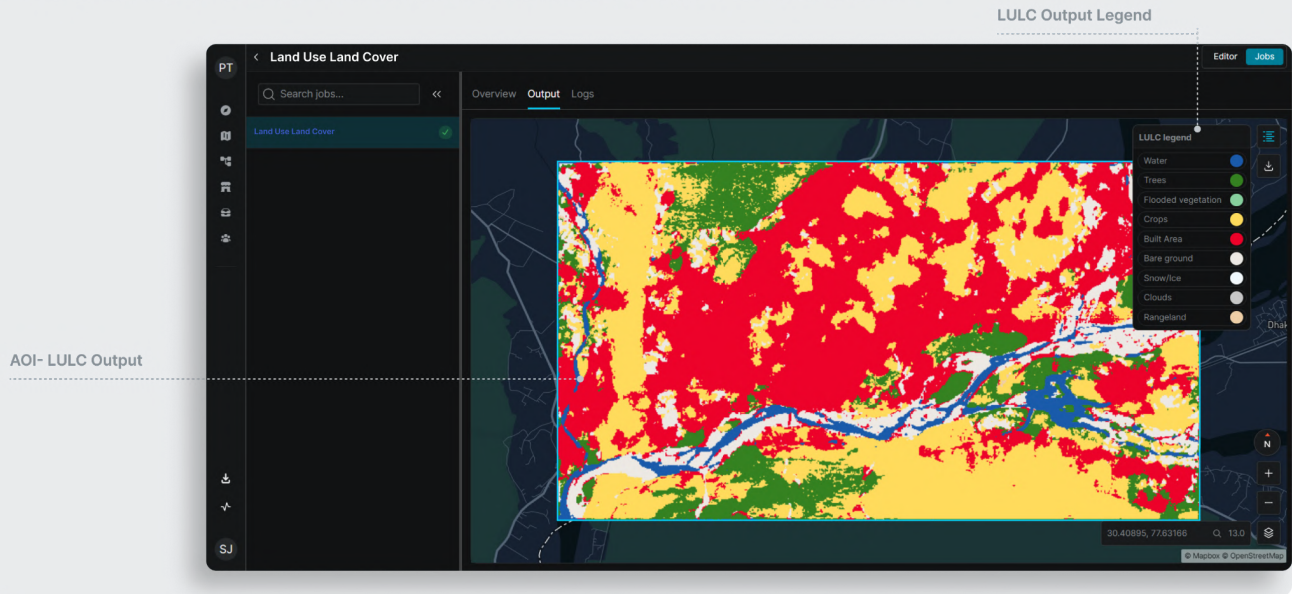 LULC Output Legend
PT
Land Use Land Cover
Editor
Jobs
Search jobs...
Overview
Output
Logs
Land Use Land Cover
LULC legend
Water
Trees
Flooded vegetation
Crops
Built Area
Bare ground
Snow/Ice
Clouds
Rangeland
Dhak
AOI- LULC Output
N
SJ
30.40895, 77.63166
13.0
© Mapbox © OpenStreetMap